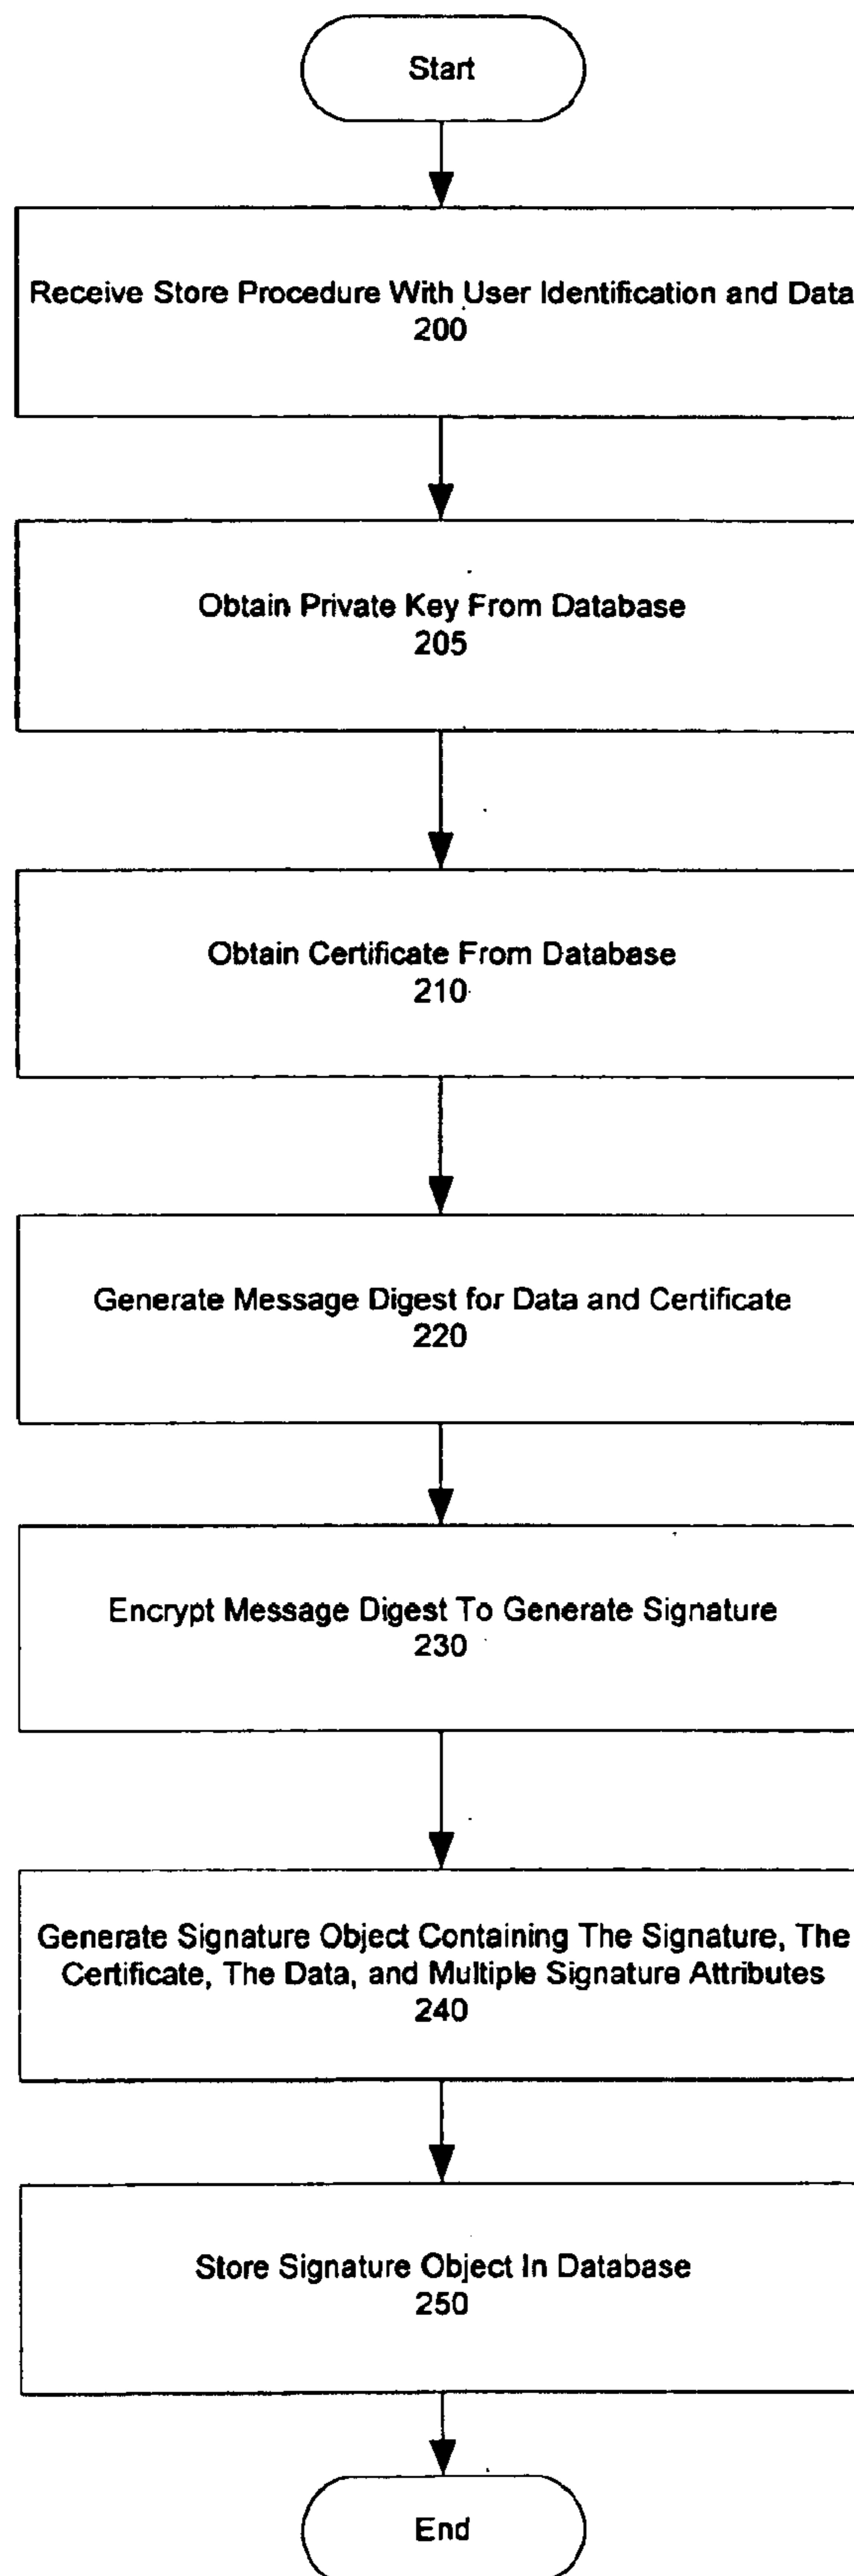 Start
Receive Store Procedure With User Identification and Data
200
Obtain Private Key From Database
205
Obtain Certificate From Database
210
Generate Message Digest for Data and Certificate
220
Encrypt Message Digest To Generate Signature
230
Generate Signature Object Containing The Signature, The
Certificate, The Data, and Multiple Signature Attributes
240
Store Signature Object In Database
250
End